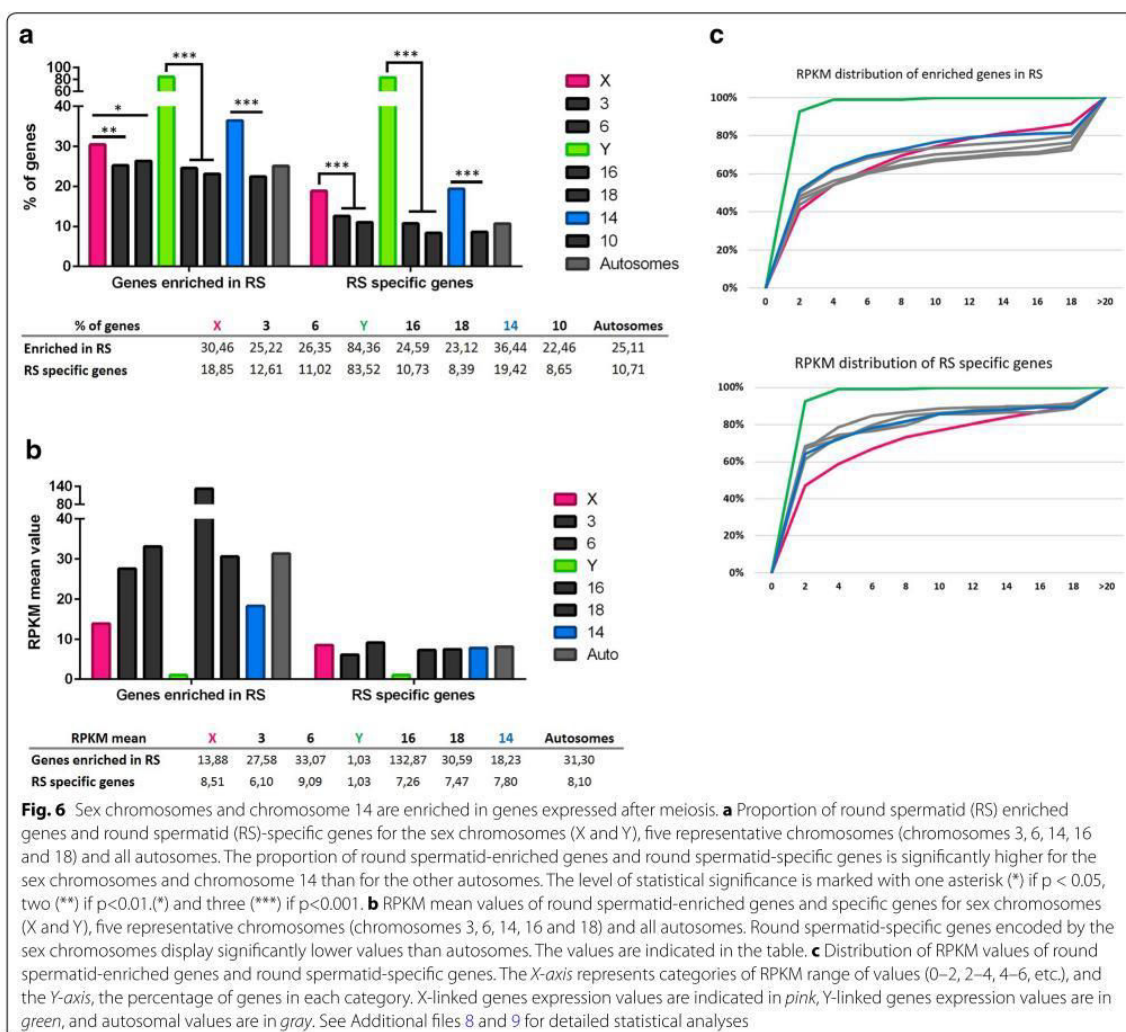 a
100
80
60
40
30
20
10
0
% of genes
*
**
***
***
***
***
***
***
Genes enriched in RS
RS specific genes
X
3
6
Y
16
18
14
10
Autosomes
% of genes X 3 6 Y 16 18 14 10 Autosomes
Enriched in RS 30,46 25,22 26,35 84,36 24,59 23,12 36,44 22,46 25,11
RS specific genes 18,85 12,61 11,02 83,52 10,73 8,39 19,42 8,65 10,71
b
140
80
40
30
20
10
0
RPKM mean value
Genes enriched in RS
RS specific genes
X
3
6
Y
16
18
14
Auto
RPKM mean X 3 6 Y 16 18 14 Autosomes
Genes enriched in RS 13,88 27,58 33,07 1,03 132,87 30,59 18,23 31,30
RS specific genes 8,51 6,10 9,09 1,03 7,26 7,47 7,80 8,10
c
RPKM distribution of enriched genes in RS
100%
80%
60%
40%
20%
0%
0 2 4 6 8 10 12 14 16 18 >20
RPKM distribution of RS specific genes
100%
80%
60%
40%
20%
0%
0 2 4 6 8 10 12 14 16 18 >20
Fig. 6 Sex chromosomes and chromosome 14 are enriched in genes expressed after meiosis. a Proportion of round spermatid (RS) enriched
genes and round spermatid (RS)-specific genes for the sex chromosomes (X and Y), five representative chromosomes (chromosomes 3, 6, 14, 16
and 18) and all autosomes. The proportion of round spermatid-enriched genes and round spermatid-specific genes is significantly higher for the
sex chromosomes and chromosome 14 than for the other autosomes. The level of statistical significance is marked with one asterisk (*) if p < 0.05,
two (**) if p<0.01.(*) and three (***) if p<0.001. b RPKM mean values of round spermatid-enriched genes and specific genes for sex chromosomes
(X and Y), five representative chromosomes (chromosomes 3, 6, 14, 16 and 18) and all autosomes. Round spermatid-specific genes encoded by the
sex chromosomes display significantly lower values than autosomes. The values are indicated in the table. c Distribution of RPKM values of round
spermatid-enriched genes and round spermatid-specific genes. The X-axis represents categories of RPKM range of values (0–2, 2–4, 4–6, etc.), and
the Y-axis, the percentage of genes in each category. X-linked genes expression values are indicated in pink, Y-linked genes expression values are in
green, and autosomal values are in gray. See Additional files 8 and 9 for detailed statistical analyses